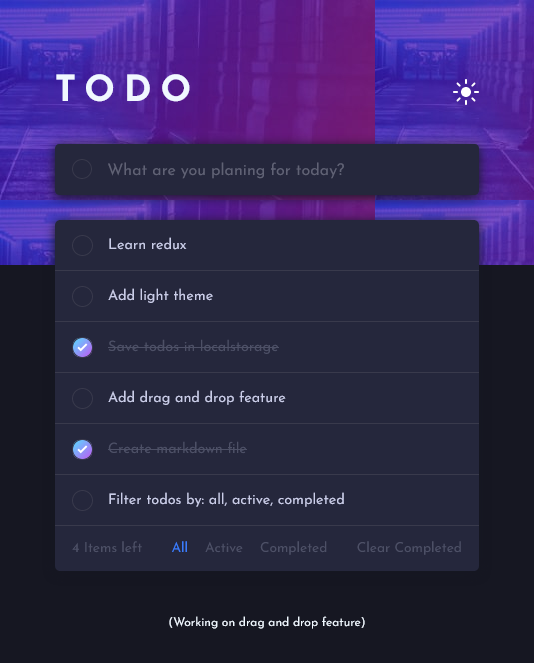 TODO
What are you planing for today?
Learn redux
Add light theme
Save todos in localstorage
Add drag and drop feature
Create markdown file
Filter todos by: all, active, completed
4 Items left All Active Completed Clear Completed
(Working on drag and drop feature)